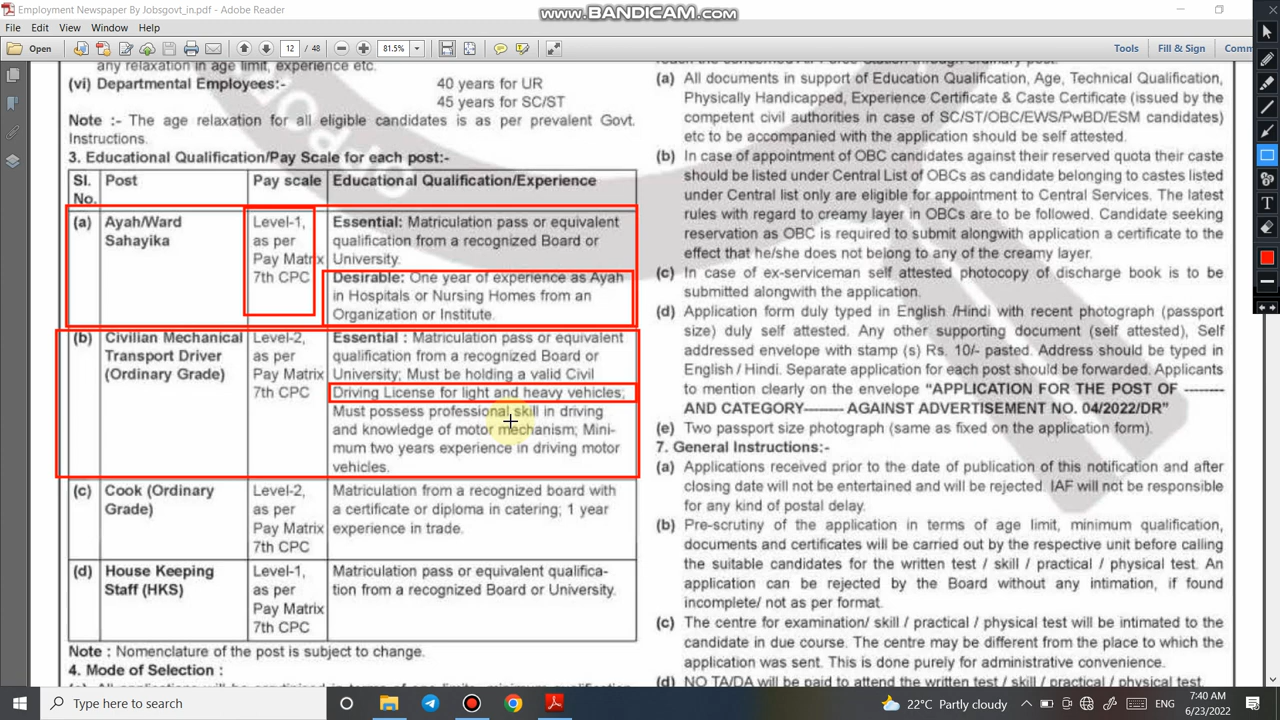 Employment Newspaper By Jobsgovt_in.pdf - Adobe Reader
www.BANDICAM.com
File Edit View Window Help
Open 12 / 48 81.5% Tools Fill & Sign Comm
any relaxation in age limit, experience etc.
(vi) Departmental Employees:- 40 years for UR
45 years for SC/ST
Note :- The age relaxation for all eligible candidates is as per prevalent Govt.
Instructions.
3. Educational Qualification/Pay Scale for each post:-
Sl. No. Post Pay scale Educational Qualification/Experience
(a) Ayah/Ward Sahayika
Level-1,
as per
Pay Matrix
7th CPC
Essential: Matriculation pass or equivalent
qualification from a recognized Board or
University.
Desirable: One year of experience as Ayah
in Hospitals or Nursing Homes from an
Organization or Institute.
(b) Civilian Mechanical
Transport Driver
(Ordinary Grade)
Level-2,
as per
Pay Matrix
7th CPC
Essential : Matriculation pass or equivalent
qualification from a recognized Board or
University; Must be holding a valid Civil
Driving License for light and heavy vehicles;
Must possess professional skill in driving
and knowledge of motor mechanism; Mini-
mum two years experience in driving motor
vehicles.
(c) Cook (Ordinary
Grade)
Level-2,
as per
Pay Matrix
7th CPC
Matriculation from a recognized board with
a certificate or diploma in catering; 1 year
experience in trade.
(d) House Keeping
Staff (HKS)
Level-1,
as per
Pay Matrix
7th CPC
Matriculation pass or equivalent qualifica-
tion from a recognized Board or University.
Note : Nomenclature of the post is subject to change.
4. Mode of Selection :
(a) All documents in support of Education Qualification, Age, Technical Qualification,
Physically Handicapped, Experience Certificate & Caste Certificate (issued by the
competent civil authorities in case of SC/ST/OBC/EWS/PwBD/ESM candidates)
etc to be accompanied with the application should be self attested.
(b) In case of appointment of OBC candidates against their reserved quota their caste
should be listed under Central List of OBCs as candidate belonging to castes listed
under Central list only are eligible for appointment to Central Services. The latest
rules with regard to creamy layer in OBCs are to be followed. Candidate seeking
reservation as OBC is required to submit alongwith application a certificate to the
effect that he/she does not belong to any of the creamy layer.
(c) In case of ex-serviceman self attested photocopy of discharge book is to be
submitted alongwith the application.
(d) Application form duly typed in English /Hindi with recent photograph (passport
size) duly self attested. Any other supporting document (self attested), Self
addressed envelope with stamp (s) Rs. 10/- pasted. Address should be typed in
English / Hindi. Separate application for each post should be forwarded. Applicants
to mention clearly on the envelope "APPLICATION FOR THE POST OF --------
AND CATEGORY-------- AGAINST ADVERTISEMENT NO. 04/2022/DR"
(e) Two passport size photograph (same as fixed on the application form).
7. General Instructions:-
(a) Applications received prior to the date of publication of this notification and after
closing date will not be entertained and will be rejected. IAF will not be responsible
for any kind of postal delay.
(b) Pre-scrutiny of the application in terms of age limit, minimum qualification,
documents and certificates will be carried out by the respective unit before calling
the suitable candidates for the written test / skill / practical / physical test. An
application can be rejected by the Board without any intimation, if found
incomplete/ not as per format.
(c) The centre for examination/ skill / practical / physical test will be intimated to the
candidate in due course. The centre may be different from the place to which the
application was sent. This is done purely for administrative convenience.
(d) NO TA/DA will be paid to attend the written test / skill / practical / physical test
Type here to search
22°C Partly cloudy
7:40 AM
6/23/2022